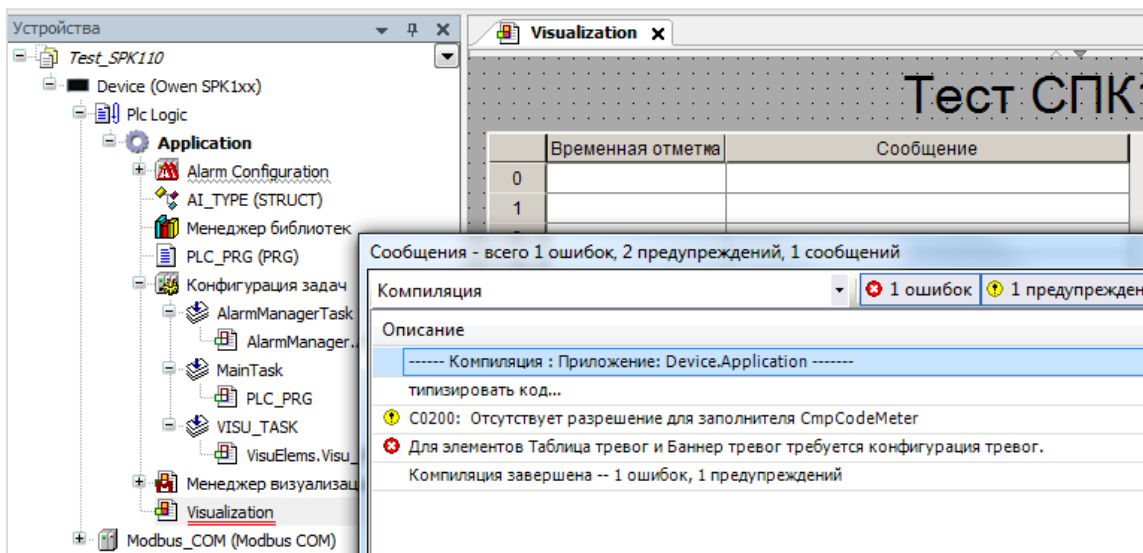 Устройства
Test_SPK110
Device (Owen SPK1xx)
Plc Logic
Application
Alarm Configuration
AI_TYPE (STRUCT)
Менеджер библиотек
PLC_PRG (PRG)
Конфигурация задач
AlarmManagerTask
AlarmManager.
MainTask
PLC_PRG
VISU_TASK
VisuElems.Visu_
Менеджер визуализац
Visualization
Modbus_COM (Modbus COM)
Visualization
Тест СПК1
Временная отметка Сообщение
0
1
Сообщения - всего 1 ошибок, 2 предупреждений, 1 сообщений
Компиляция 1 ошибок 1 предупрежден
Описание
------ Компиляция : Приложение: Device.Application -------
типизировать код...
C0200: Отсутствует разрешение для заполнителя CmpCodeMeter
Для элементов Таблица тревог и Баннер тревог требуется конфигурация тревог.
Компиляция завершена -- 1 ошибок, 1 предупреждений